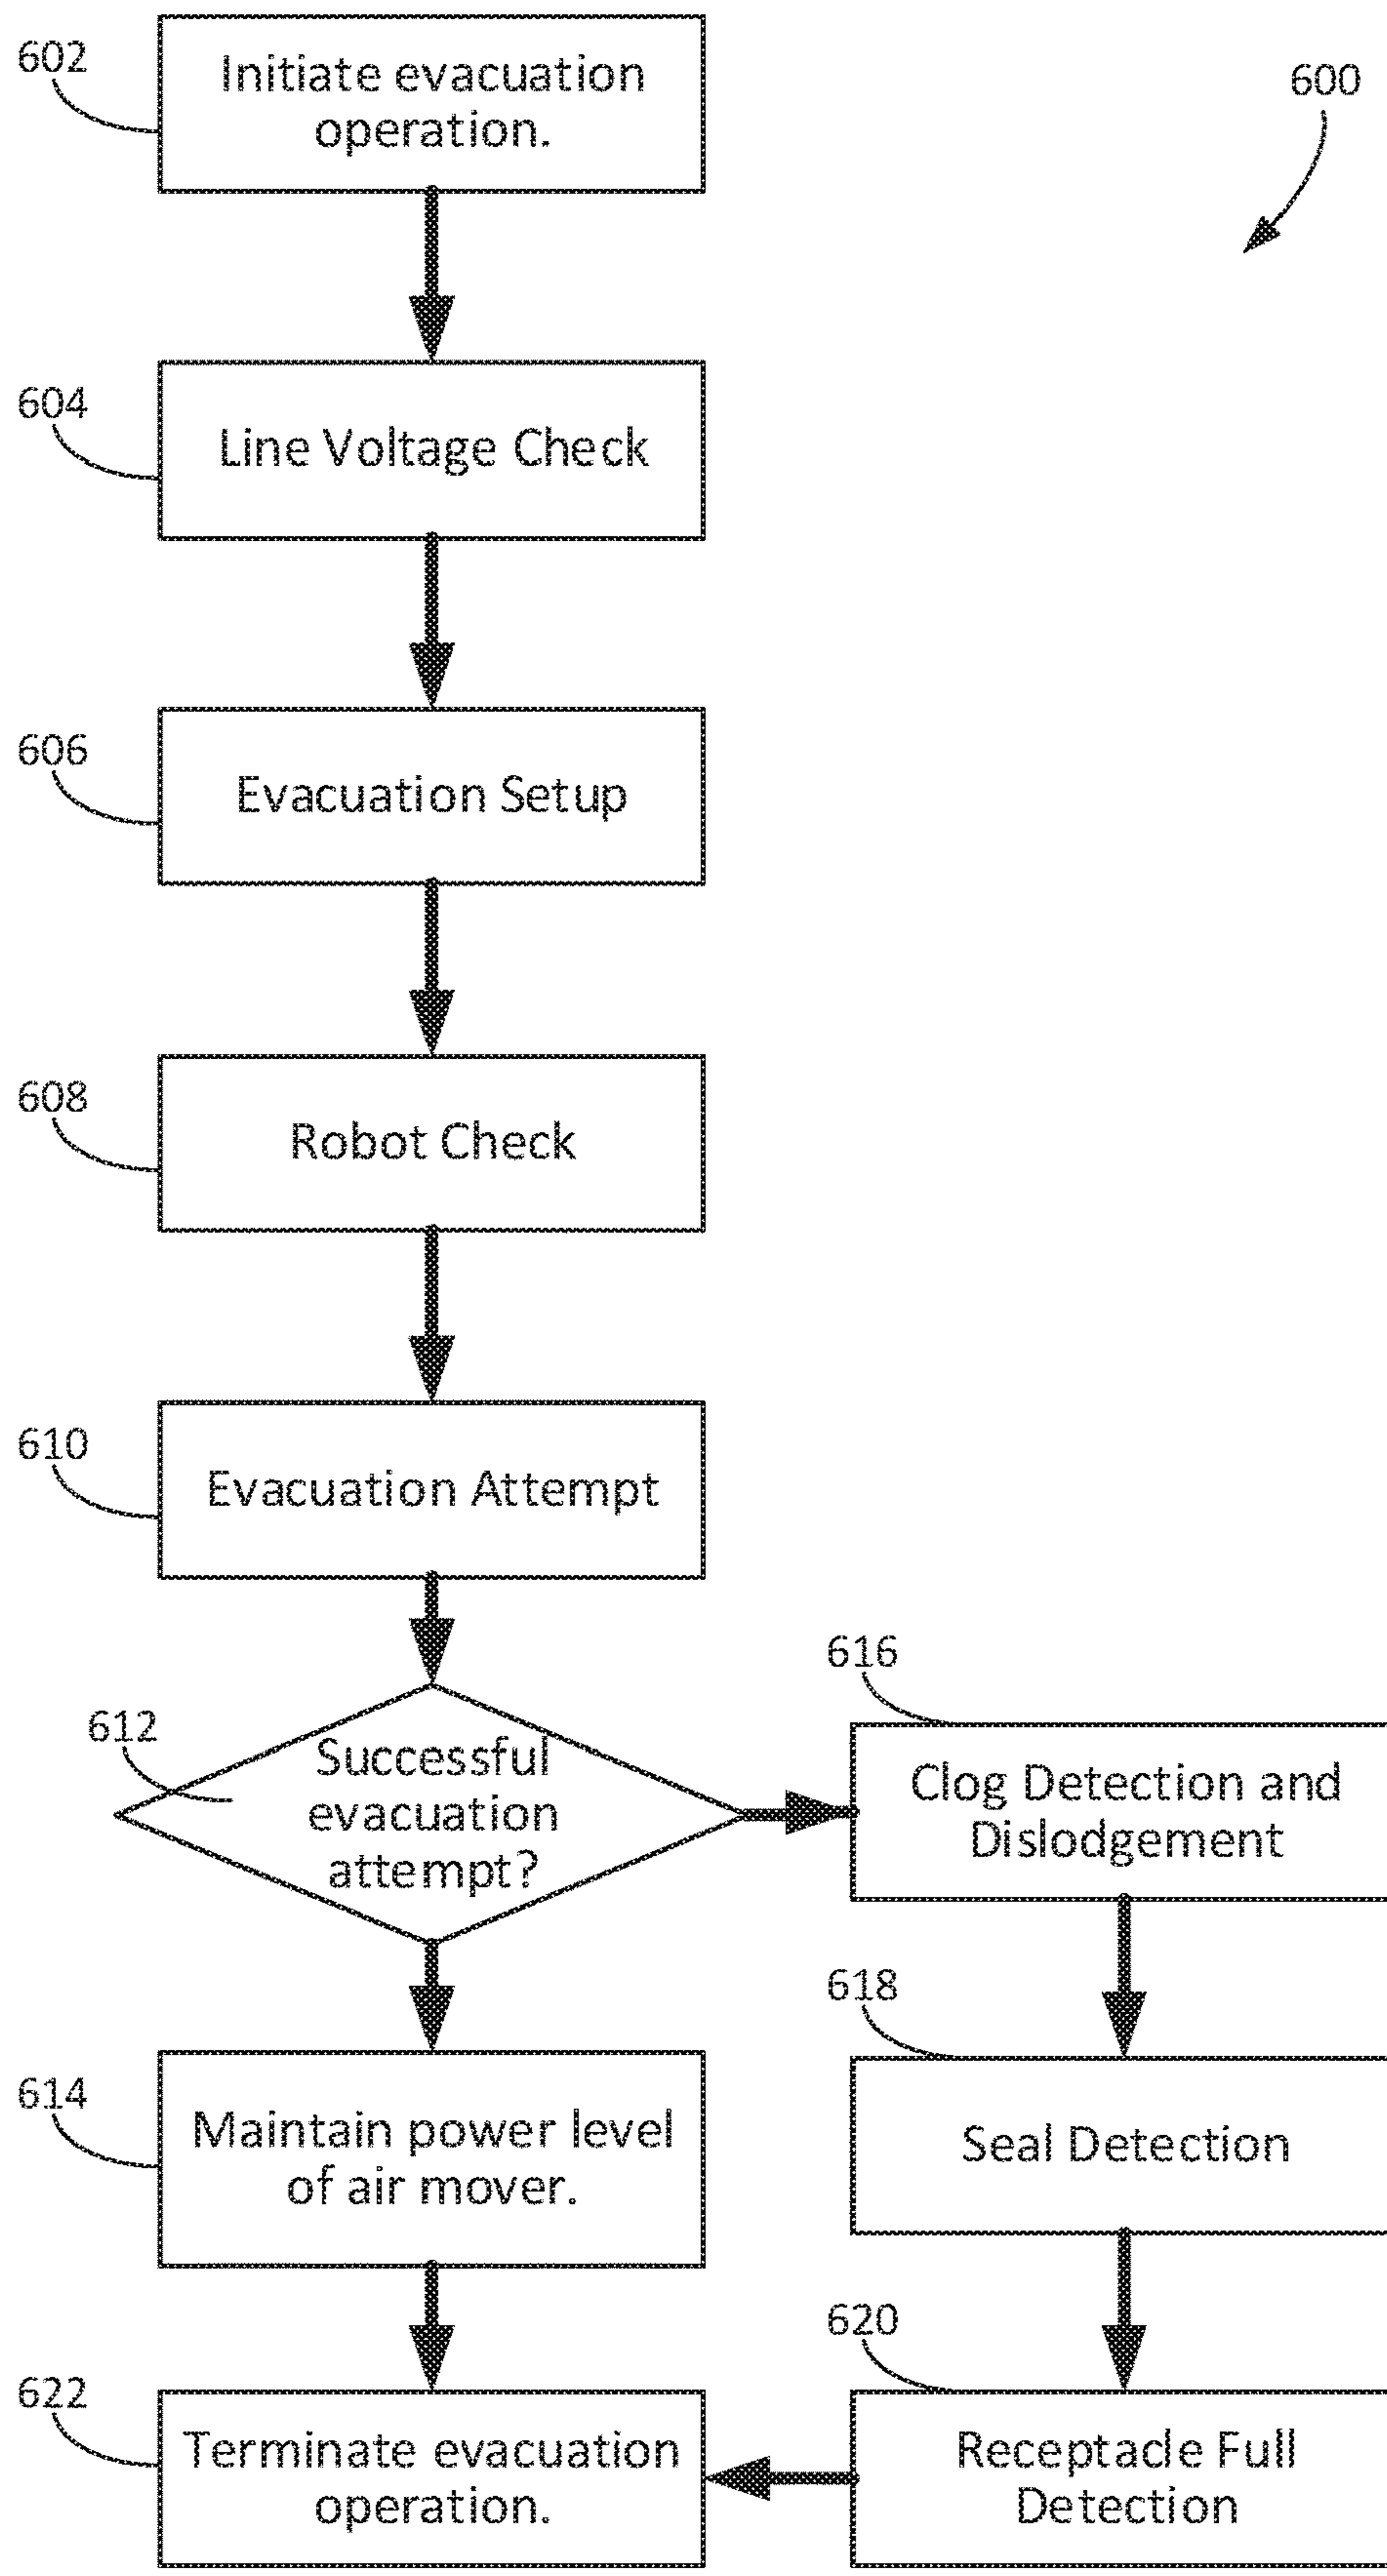 602
Initiate evacuation
operation.
600
604
Line Voltage Check
606
Evacuation Setup
608
Robot Check
610
Evacuation Attempt
612
Successful
evacuation
attempt?
616
Clog Detection and
Dislodgement
618
Seal Detection
614
Maintain power level
of air mover.
620
Receptacle Full
Detection
622
Terminate evacuation
operation.